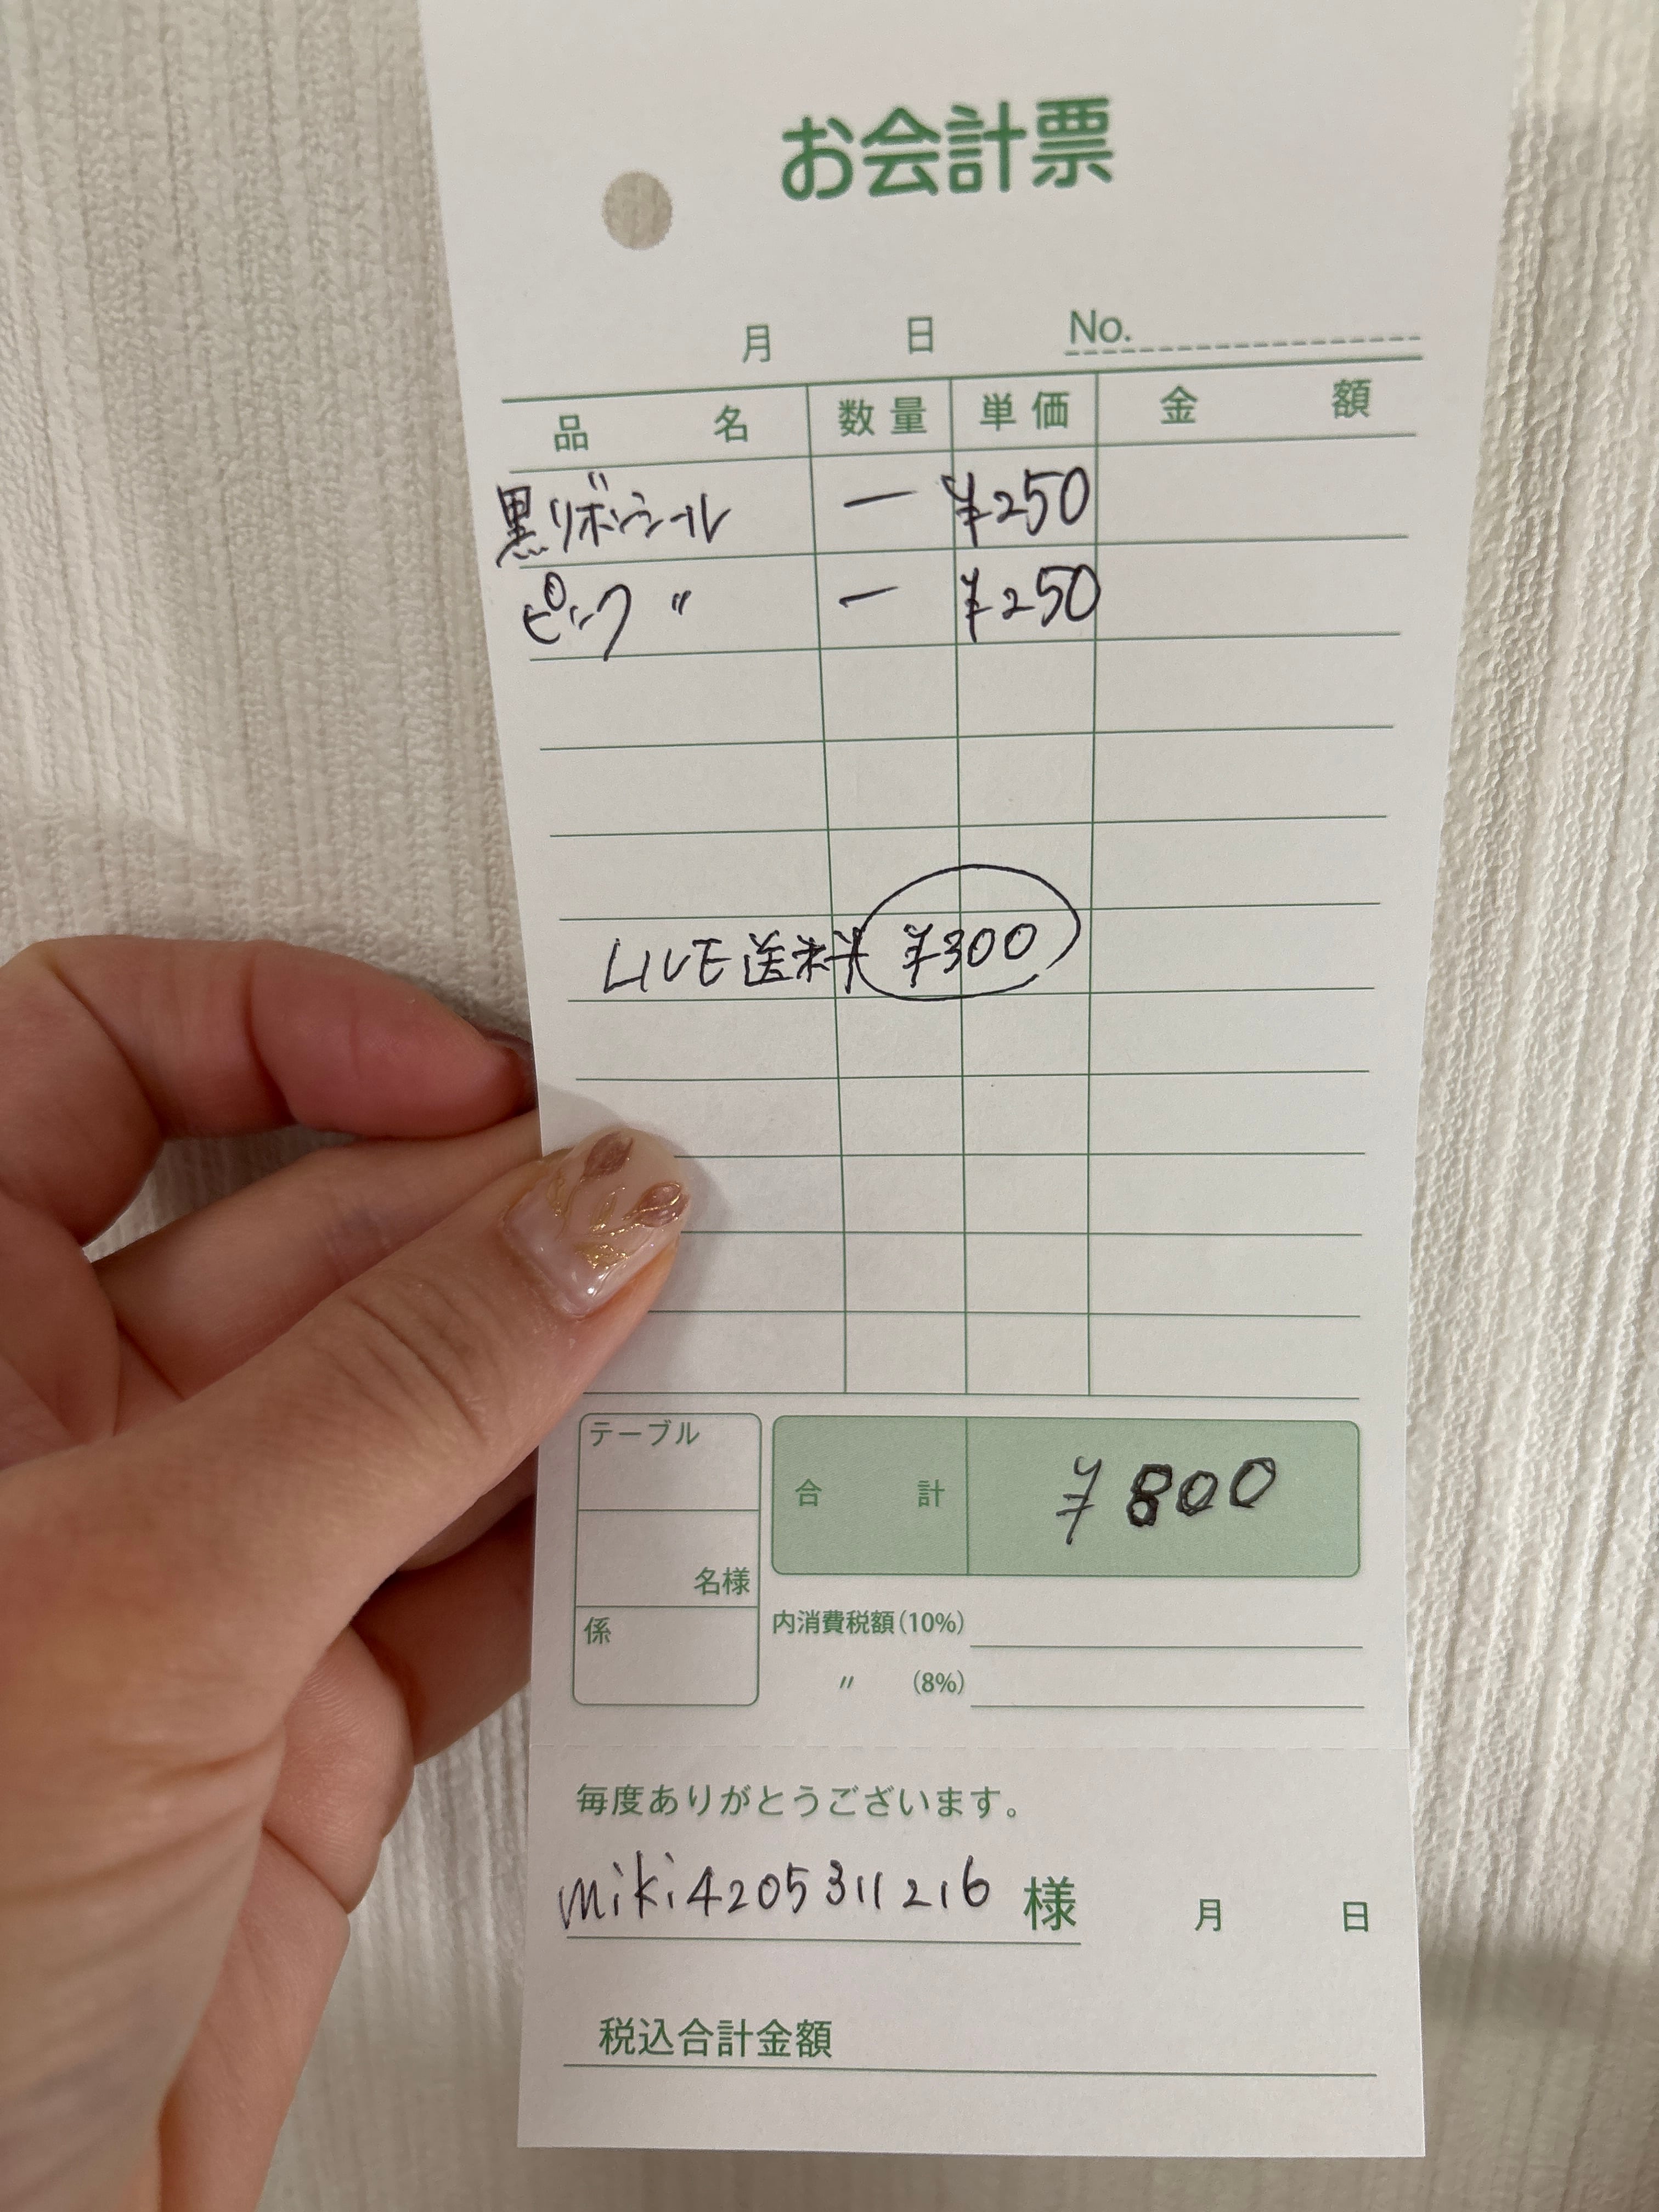 お会計票
月 日 No.
品名 数量 単価 金額
黒リボンシール 一 ¥250
ピンク 〃 一 ¥250
LIVE送料 ¥300
テーブル
合計 ¥800
名様
係
内消費税額(10%)
〃 (8%)
毎度ありがとうございます。
miki4205311216 様 月 日
税込合計金額